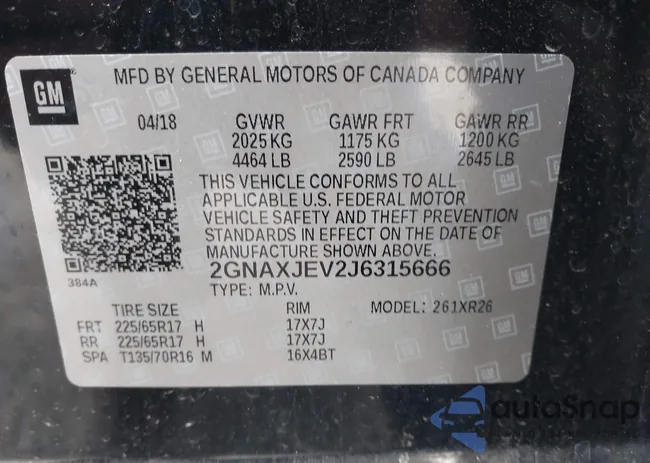 GM
MFD BY GENERAL MOTORS OF CANADA COMPANY
04/18 GVWR GAWR FRT GAWR RR
2025 KG 1175 KG 1200 KG
4464 LB 2590 LB 2645 LB
THIS VEHICLE CONFORMS TO ALL
APPLICABLE U.S. FEDERAL MOTOR
VEHICLE SAFETY AND THEFT PREVENTION
STANDARDS IN EFFECT ON THE DATE OF
MANUFACTURE SHOWN ABOVE.
384A
2GNAXJEV2J6315666
TYPE: M.P.V.
TIRE SIZE RIM MODEL: 261XR26
FRT 225/65R17 H 17X7J
RR 225/65R17 H 17X7J
SPA T135/70R16 M 16X4BT
autoSnap